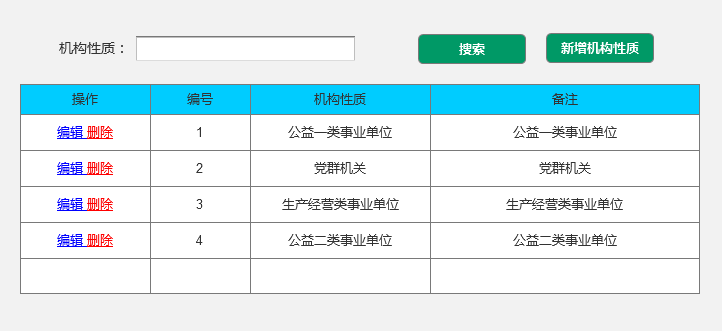 机构性质： 搜索 新增机构性质
操作 编号 机构性质 备注
编辑 删除 1 公益一类事业单位 公益一类事业单位
编辑 删除 2 党群机关 党群机关
编辑 删除 3 生产经营类事业单位 生产经营类事业单位
编辑 删除 4 公益二类事业单位 公益二类事业单位